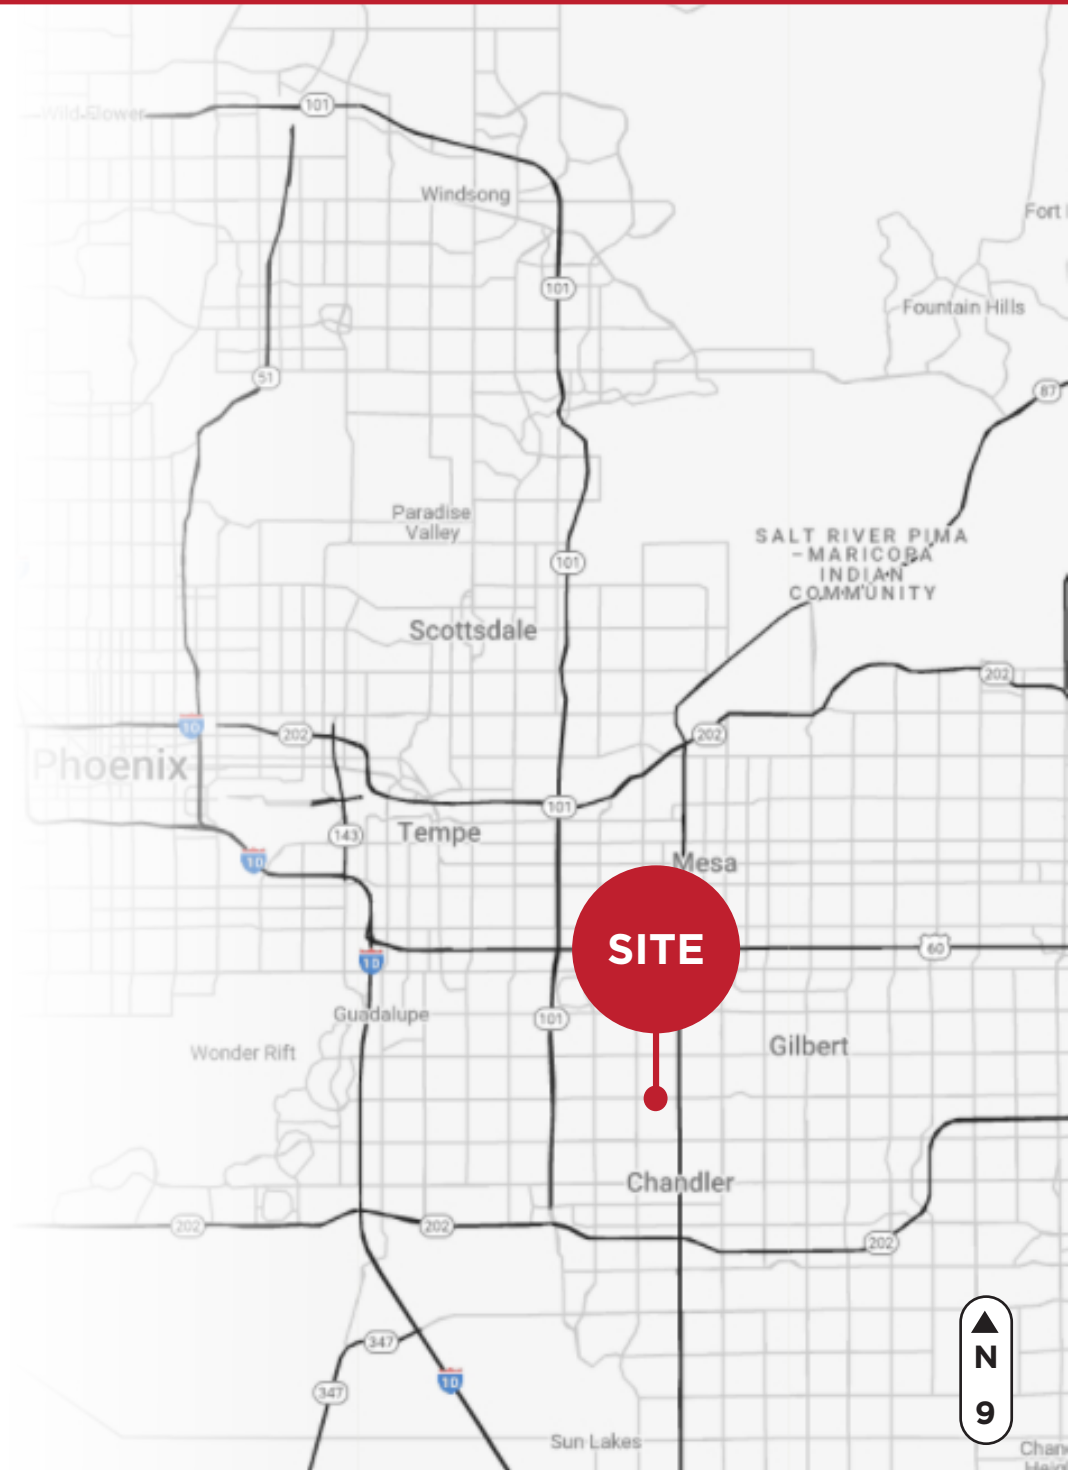 Wild Flower
101
Windsong
Fort
101
Fountain Hills
51
87
Paradise
Valley
SALT RIVER PIMA
-MARICOPA
INDIAN
COMMUNITY
101
Scottsdale
202
10
202
202
Phoenix
101
143
Tempe
10
Mesa
SITE
60
10
Guadalupe
101
Wonder Rift
Gilbert
Chandler
202
202
202
347
N
10
347
9
Sun Lakes